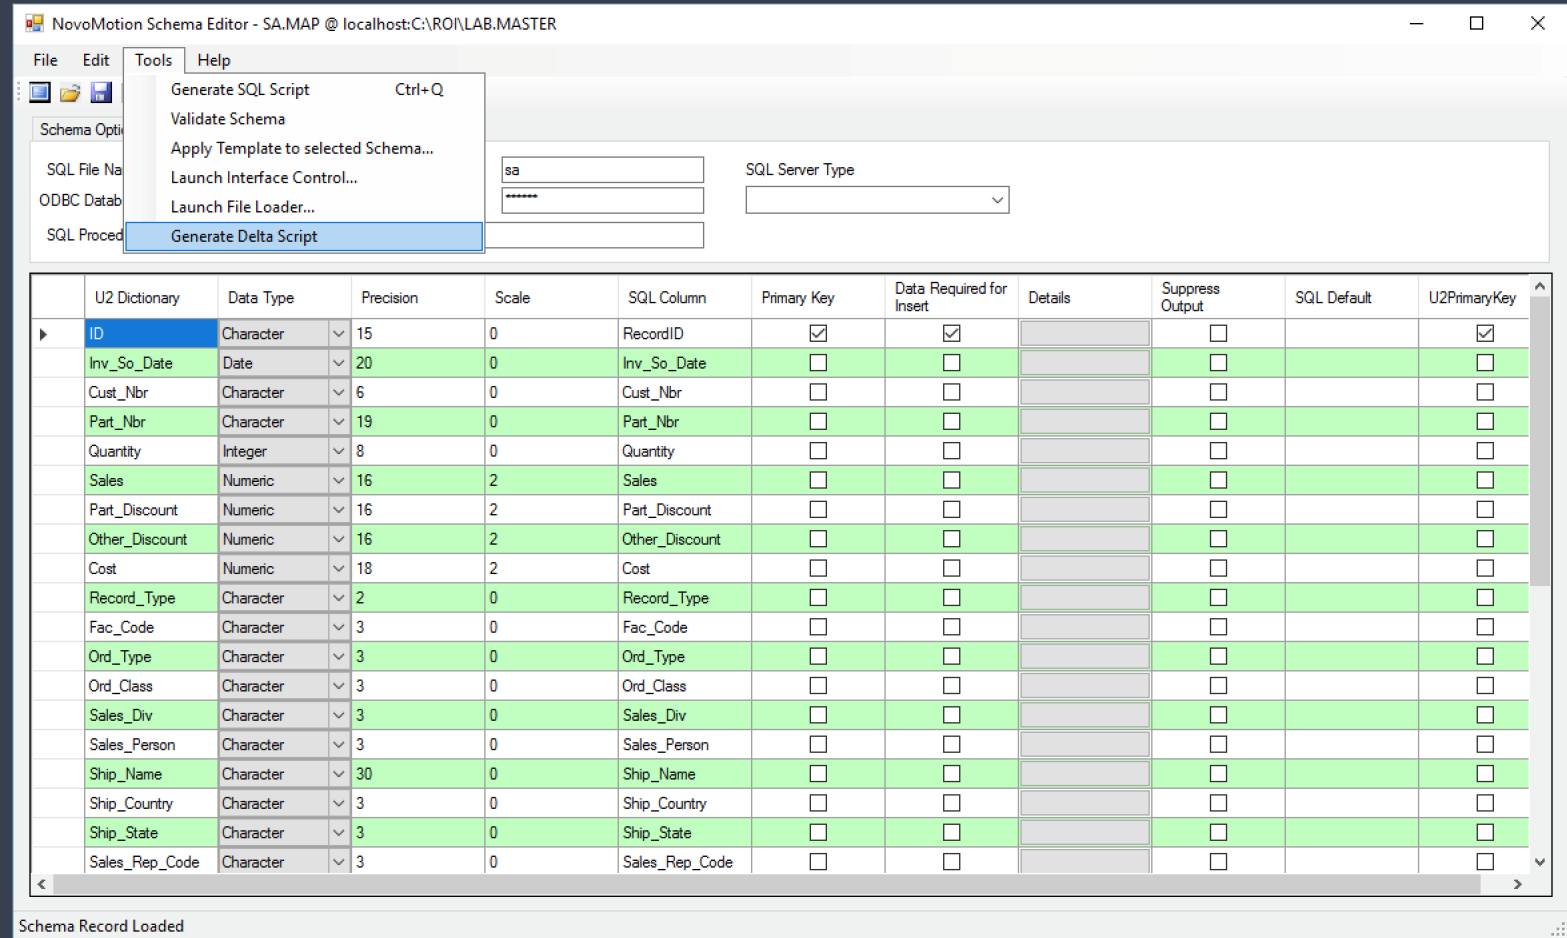 NovoMotion Schema Editor - SA.MAP @ localhost:C:\ROI\LAB.MASTER
File Edit Tools Help
Generate SQL Script Ctrl+Q
Validate Schema
Apply Template to selected Schema...
Launch Interface Control...
Launch File Loader...
Generate Delta Script
Schema Optio
SQL File Na sa SQL Server Type
ODBC Datab ******
SQL Proced
U2 Dictionary Data Type Precision Scale SQL Column Primary Key Data Required for Insert Details Suppress Output SQL Default U2PrimaryKey
ID Character 15 0 RecordID
Inv_So_Date Date 20 0 Inv_So_Date
Cust_Nbr Character 6 0 Cust_Nbr
Part_Nbr Character 19 0 Part_Nbr
Quantity Integer 8 0 Quantity
Sales Numeric 16 2 Sales
Part_Discount Numeric 16 2 Part_Discount
Other_Discount Numeric 16 2 Other_Discount
Cost Numeric 18 2 Cost
Record_Type Character 2 0 Record_Type
Fac_Code Character 3 0 Fac_Code
Ord_Type Character 3 0 Ord_Type
Ord_Class Character 3 0 Ord_Class
Sales_Div Character 3 0 Sales_Div
Sales_Person Character 3 0 Sales_Person
Ship_Name Character 30 0 Ship_Name
Ship_Country Character 3 0 Ship_Country
Ship_State Character 3 0 Ship_State
Sales_Rep_Code Character 3 0 Sales_Rep_Code
Schema Record Loaded